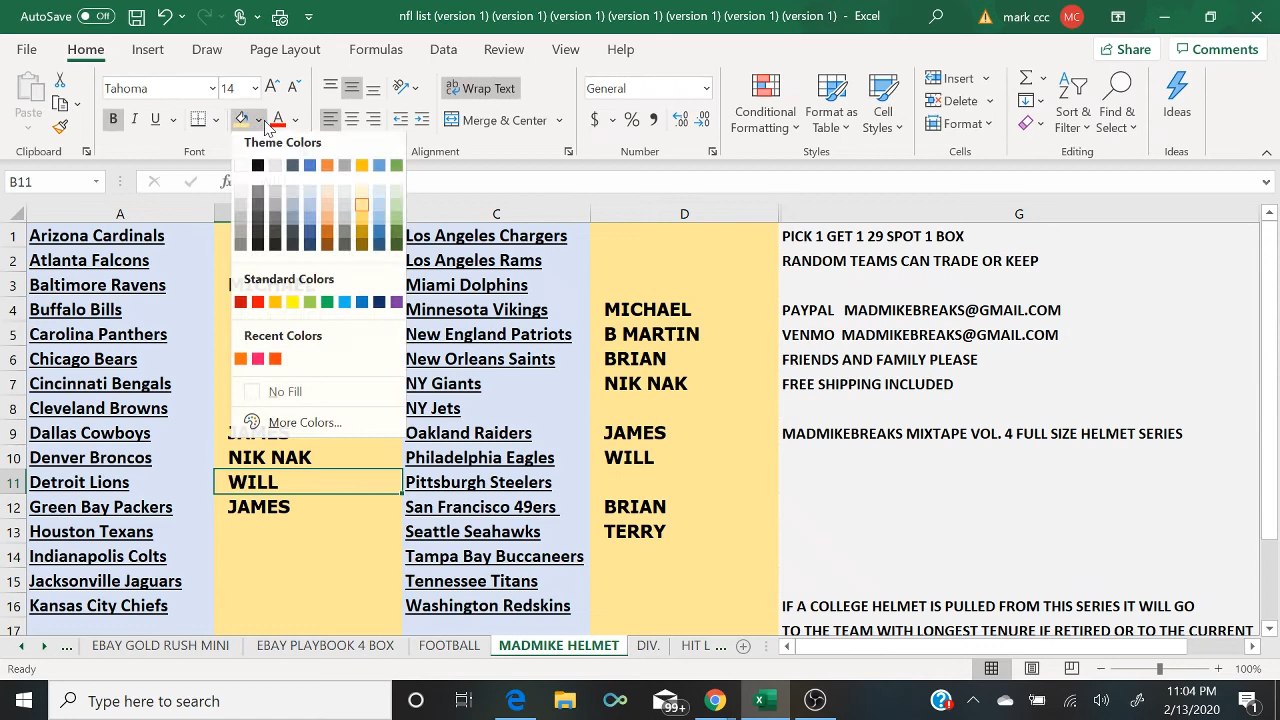 AutoSave Off nfl list (version 1) (version 1) (version 1) (version 1) (version 1) (version 1) (version 1) - Excel mark ccc MC
File Home Insert Draw Page Layout Formulas Data Review View Help Share Comments
Paste
Clipboard
Tahoma 14
B I U
Font
ab Wrap Text
Merge & Center
Alignment
General
$ %
Number
Conditional Formatting
Format as Table
Cell Styles
Styles
Insert
Delete
Format
Cells
Sort & Filter
Find & Select
Editing
Ideas
Ideas
B11
Theme Colors
Standard Colors
Recent Colors
No Fill
More Colors...
A C D G
1 Arizona Cardinals Los Angeles Chargers PICK 1 GET 1 29 SPOT 1 BOX
2 Atlanta Falcons Los Angeles Rams RANDOM TEAMS CAN TRADE OR KEEP
3 Baltimore Ravens MICHAEL Miami Dolphins
4 Buffalo Bills Minnesota Vikings MICHAEL PAYPAL MADMIKEBREAKS@GMAIL.COM
5 Carolina Panthers New England Patriots B MARTIN VENMO MADMIKEBREAKS@GMAIL.COM
6 Chicago Bears New Orleans Saints BRIAN FRIENDS AND FAMILY PLEASE
7 Cincinnati Bengals NY Giants NIK NAK FREE SHIPPING INCLUDED
8 Cleveland Browns NY Jets
9 Dallas Cowboys JAMES Oakland Raiders JAMES MADMIKEBREAKS MIXTAPE VOL. 4 FULL SIZE HELMET SERIES
10 Denver Broncos NIK NAK Philadelphia Eagles WILL
11 Detroit Lions WILL Pittsburgh Steelers
12 Green Bay Packers JAMES San Francisco 49ers BRIAN
13 Houston Texans Seattle Seahawks TERRY
14 Indianapolis Colts Tampa Bay Buccaneers
15 Jacksonville Jaguars Tennessee Titans
16 Kansas City Chiefs Washington Redskins IF A COLLEGE HELMET IS PULLED FROM THIS SERIES IT WILL GO
17 TO THE TEAM WITH LONGEST TENURE IF RETIRED OR TO THE CURRENT
... EBAY GOLD RUSH MINI EBAY PLAYBOOK 4 BOX FOOTBALL MADMIKE HELMET DIV. HIT L ...
Ready 100%
Type here to search 99+ 11:04 PM
2/13/2020 1